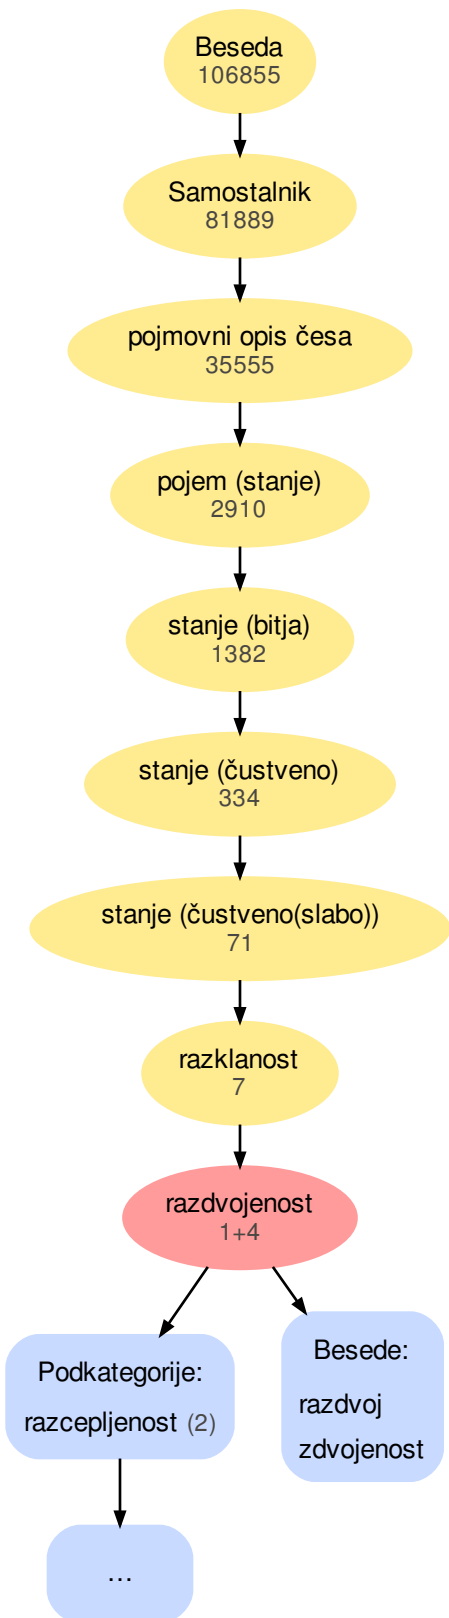 Beseda
106855
Samostalnik
81889
pojmovni opis česa
35555
pojem (stanje)
2910
stanje (bitja)
1382
stanje (čustveno)
334
stanje (čustveno(slabo))
71
razklanost
7
razdvojenost
1+4
Podkategorije:
razcepljenost (2)
Besede:
razdvoj
zdvojenost
...